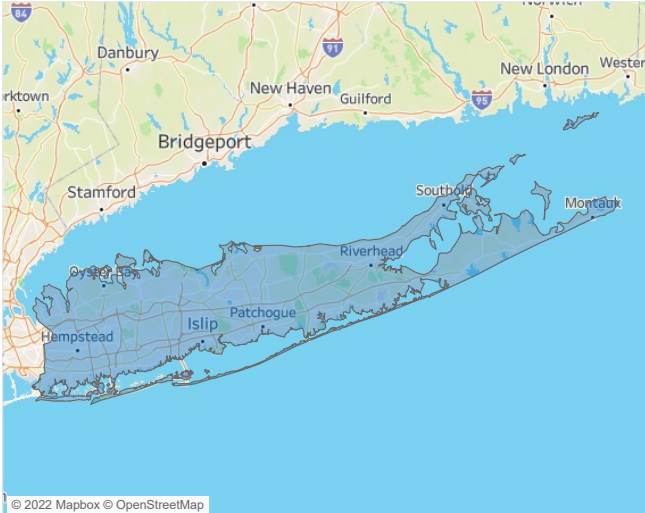 84
Norwich
Danbury
91
New Haven
New London
Wester
rktown
Guilford
95
Bridgeport
Stamford
Southold
Montauk
Riverhead
Oyster Bay
Patchogue
Islip
Hempstead
© 2022 Mapbox © OpenStreetMap